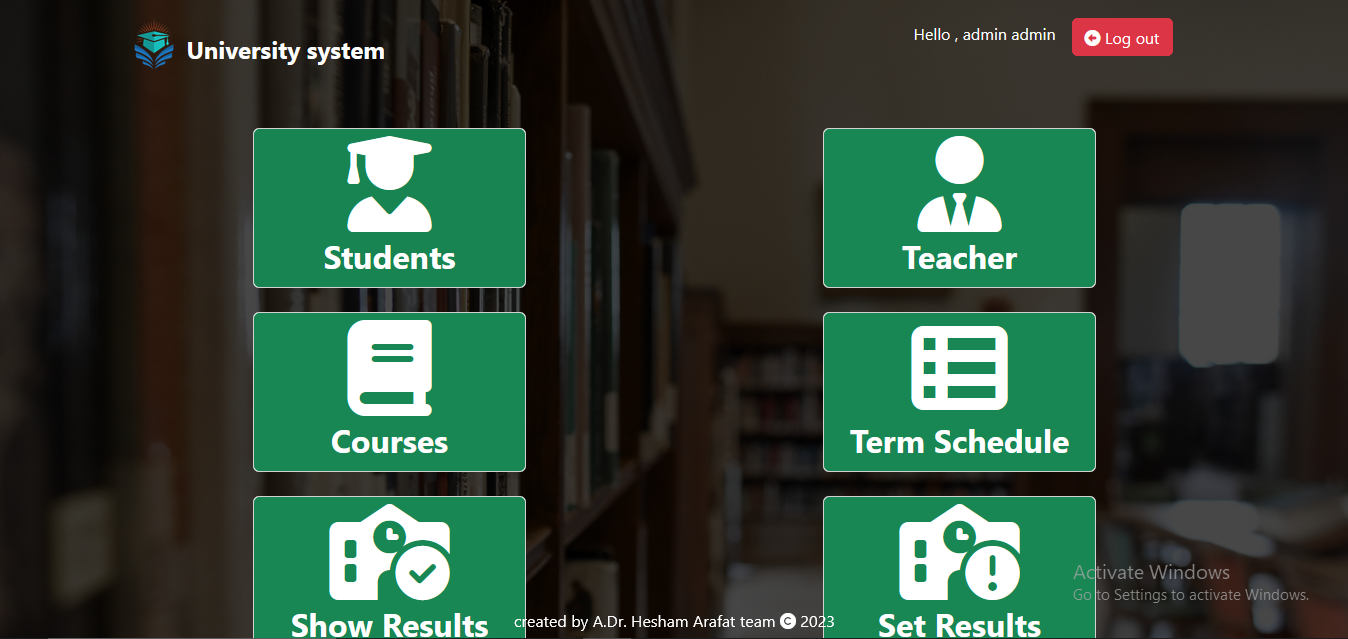 University system
Hello , admin admin
Log out
Students
Teacher
Courses
Term Schedule
Show Results
Set Results
Activate Windows
Go to Settings to activate Windows.
created by A.Dr. Hesham Arafat team © 2023